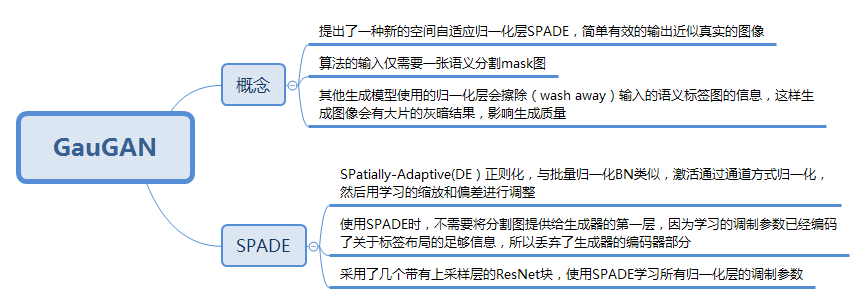 GauGAN
概念
提出了一种新的空间自适应归一化层SPADE，简单有效的输出近似真实的图像
算法的输入仅需要一张语义分割mask图
其他生成模型使用的归一化层会擦除（wash away）输入的语义标签图的信息，这样生
成图像会有大片的灰暗结果，影响生成质量
SPADE
SPatially-Adaptive(DE）正则化，与批量归一化BN类似，激活通过通道方式归一化，
然后用学习的缩放和偏差进行调整
使用SPADE时，不需要将分割图提供给生成器的第一层，因为学习的调制参数已经编码
了关于标签布局的足够信息，所以丢弃了生成器的编码器部分
采用了几个带有上采样层的ResNet块，使用SPADE学习所有归一化层的调制参数